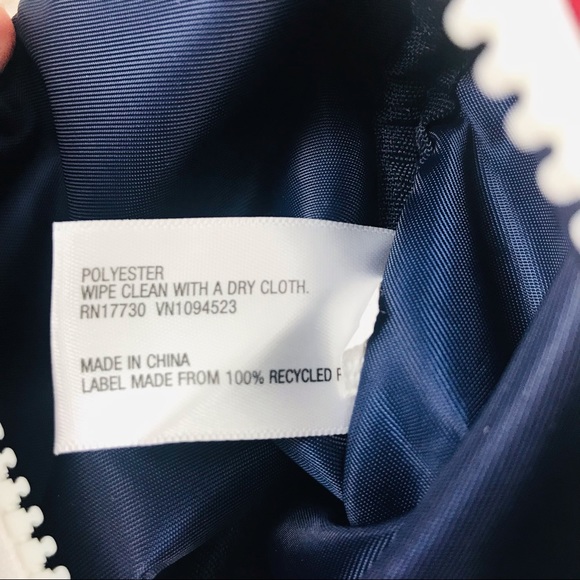 POLYESTER
WIPE CLEAN WITH A DRY CLOTH.
RN17730 VN1094523
MADE IN CHINA
LABEL MADE FROM 100% RECYCLED